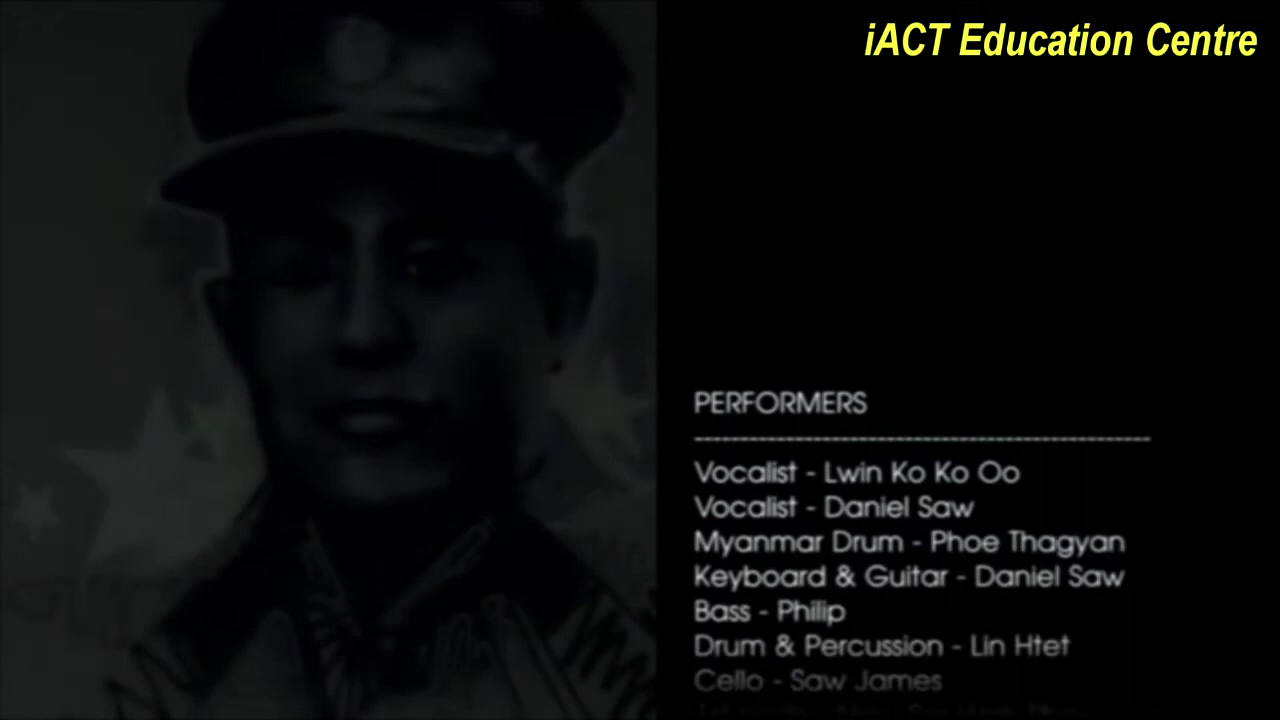 iACT Education Centre
PERFORMERS
--------------------------------------------------
Vocalist - Lwin Ko Ko Oo
Vocalist - Daniel Saw
Myanmar Drum - Phoe Thagyan
Keyboard & Guitar - Daniel Saw
Bass - Philip
Drum & Percussion - Lin Htet
Cello - Saw James